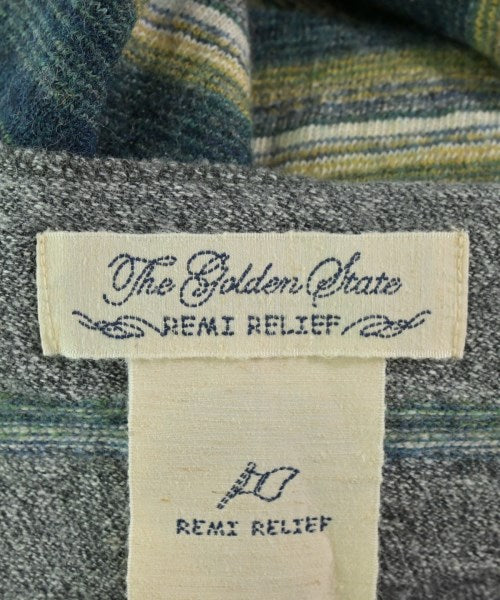 The Golden State
REMI RELIEF
REMI RELIEF